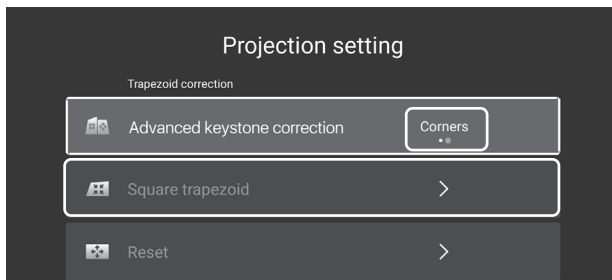 Projection setting
Trapezoid correction
Advanced keystone correction Corners
Square trapezoid
Reset